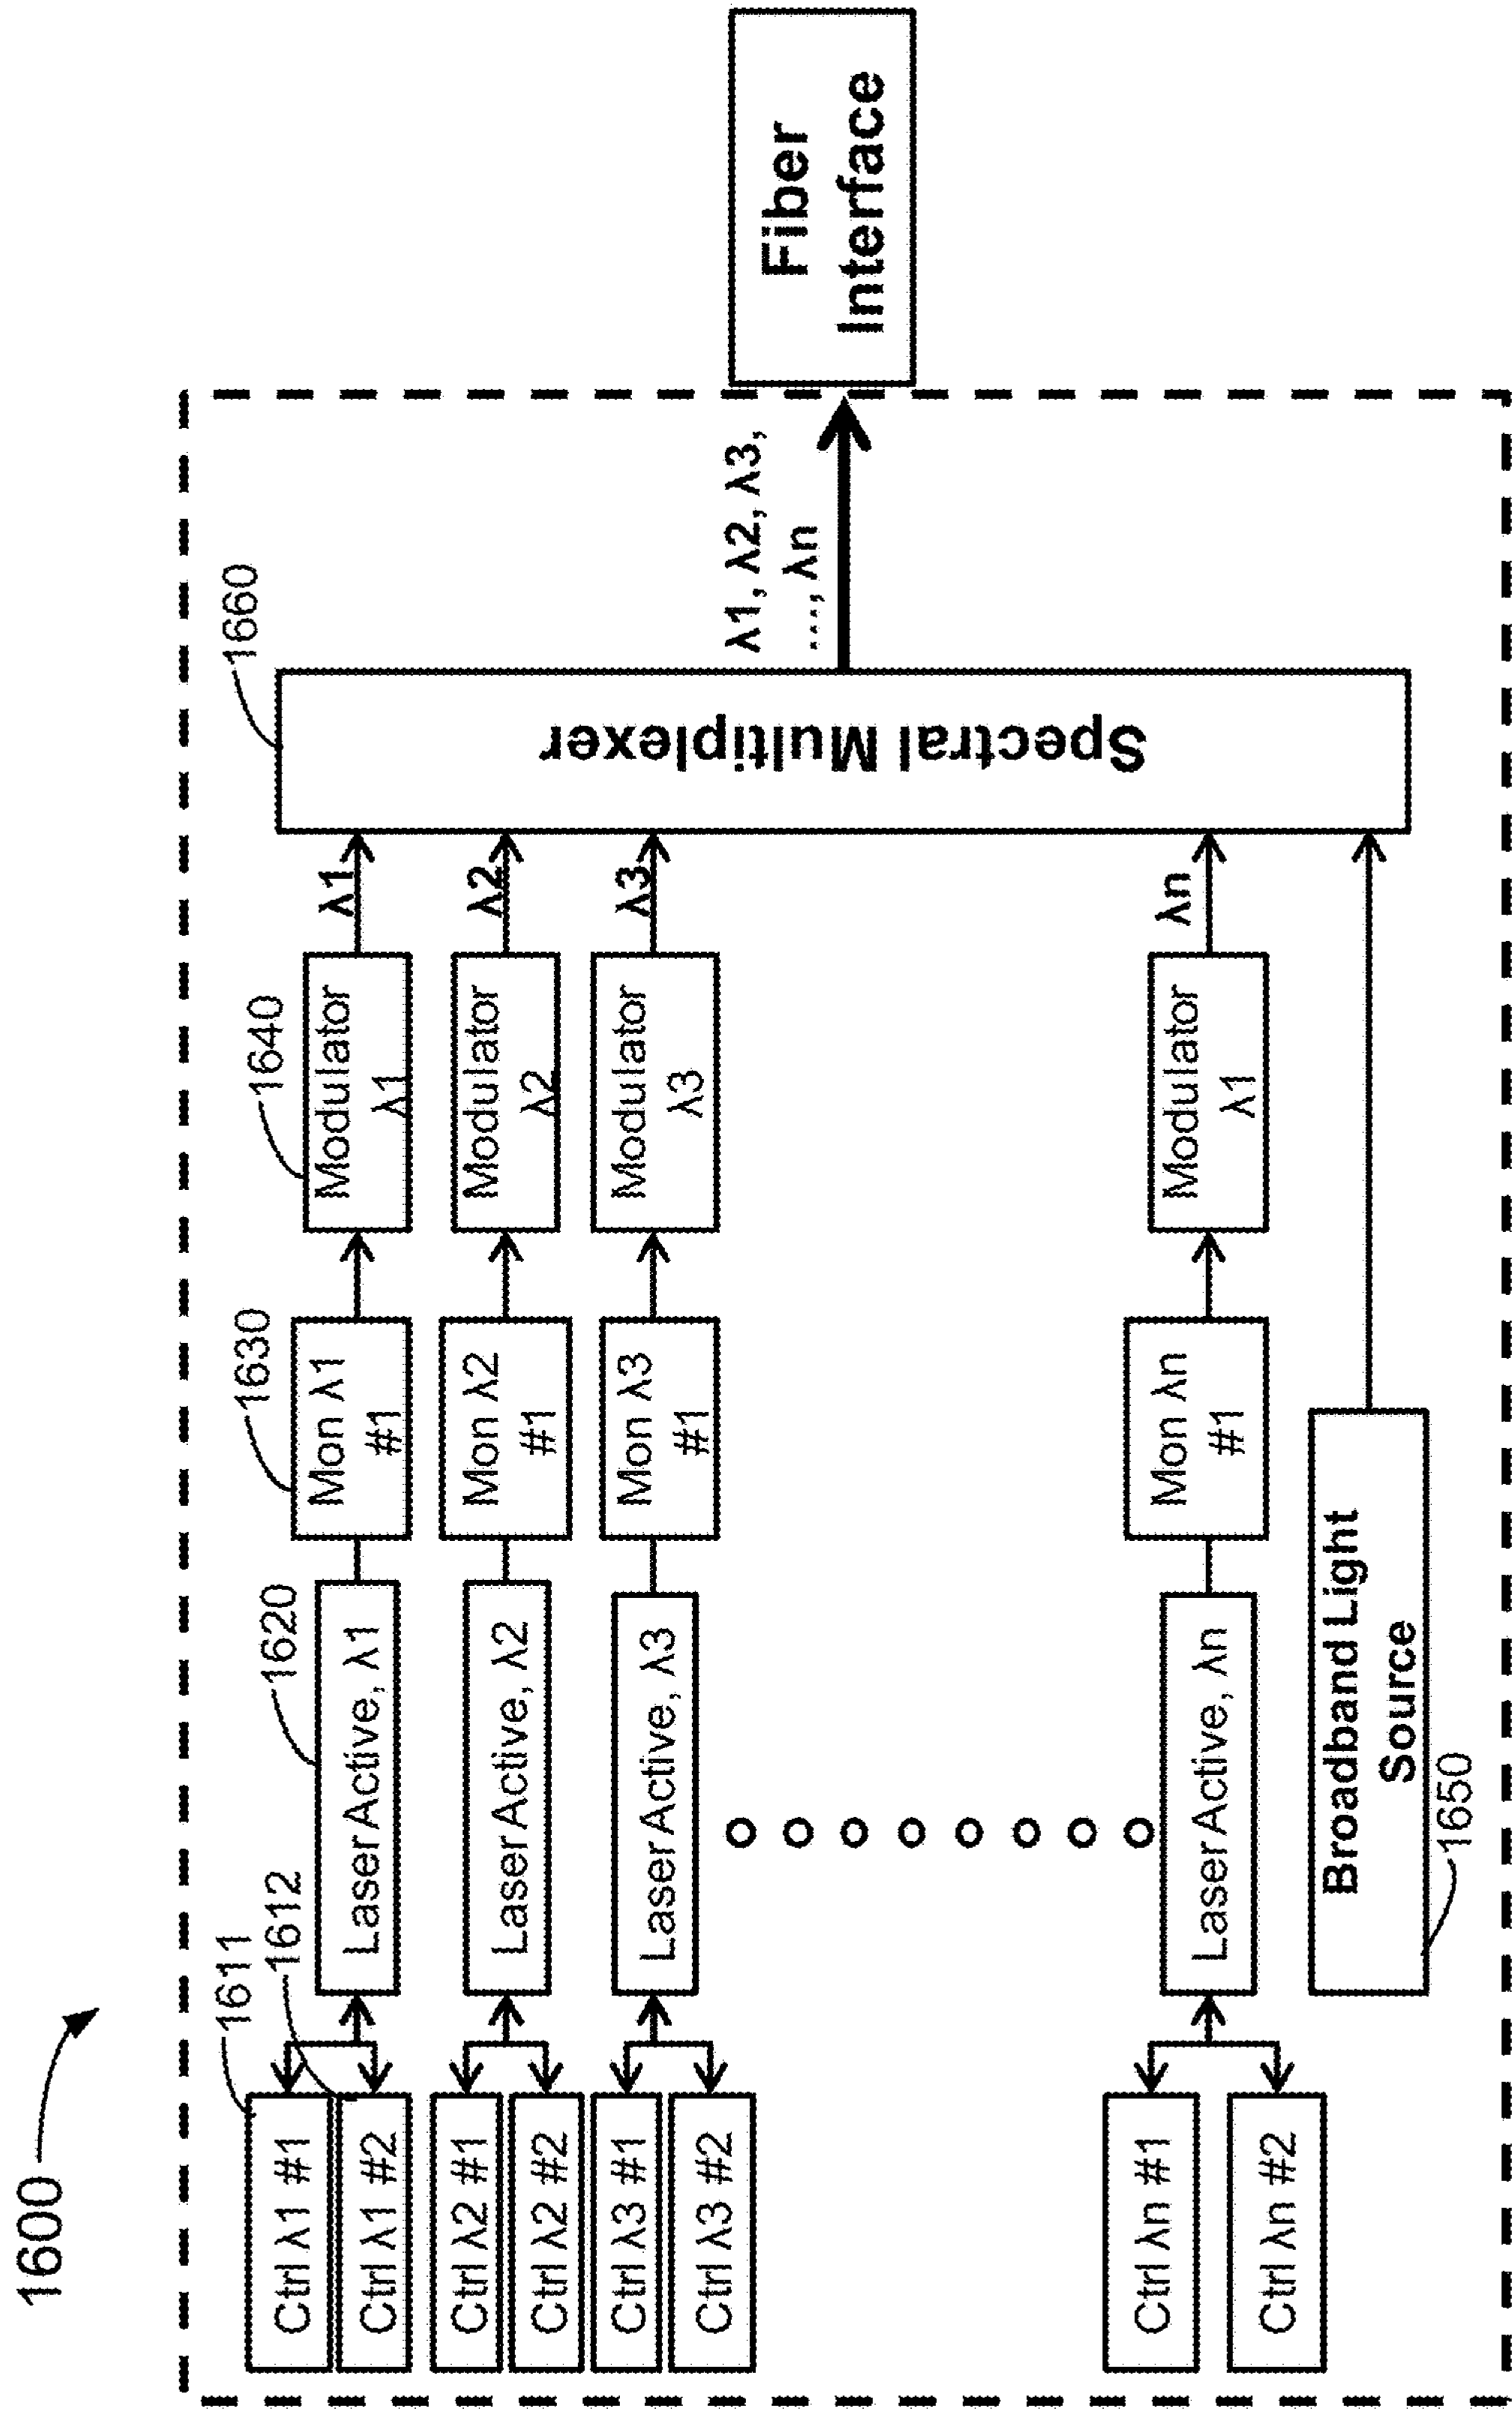 1600
1611
1612
1620
1630
1640
1660
Ctrl λ1 #1
Ctrl λ1 #2
Laser Active, λ1
Mon λ1
#1
Modulator
λ1
λ1
Ctrl λ2 #1
Ctrl λ2 #2
Laser Active, λ2
Mon λ2
#1
Modulator
λ2
λ2
Ctrl λ3 #1
Ctrl λ3 #2
Laser Active, λ3
Mon λ3
#1
Modulator
λ3
λ3
Spectral Multiplexer
λ1, λ2, λ3,
...., λn
Fiber
Interface
Ctrl λn #1
Ctrl λn #2
Laser Active, λn
Mon λn
#1
Modulator
λ1
λn
Broadband Light
Source
1650